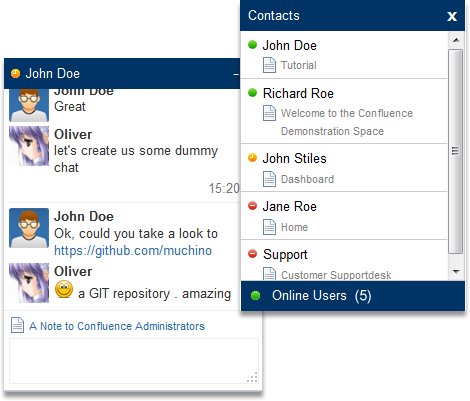 John Doe
John Doe
Great
Oliver
let's create us some dummy
chat
15:20
John Doe
Ok, could you take a look to
https://github.com/muchino
Oliver
a GIT repository . amazing
A Note to Confluence Administrators
Contacts
x
John Doe
Tutorial
Richard Roe
Welcome to the Confluence
Demonstration Space
John Stiles
Dashboard
Jane Roe
Home
Support
Customer Supportdesk
Online Users (5)